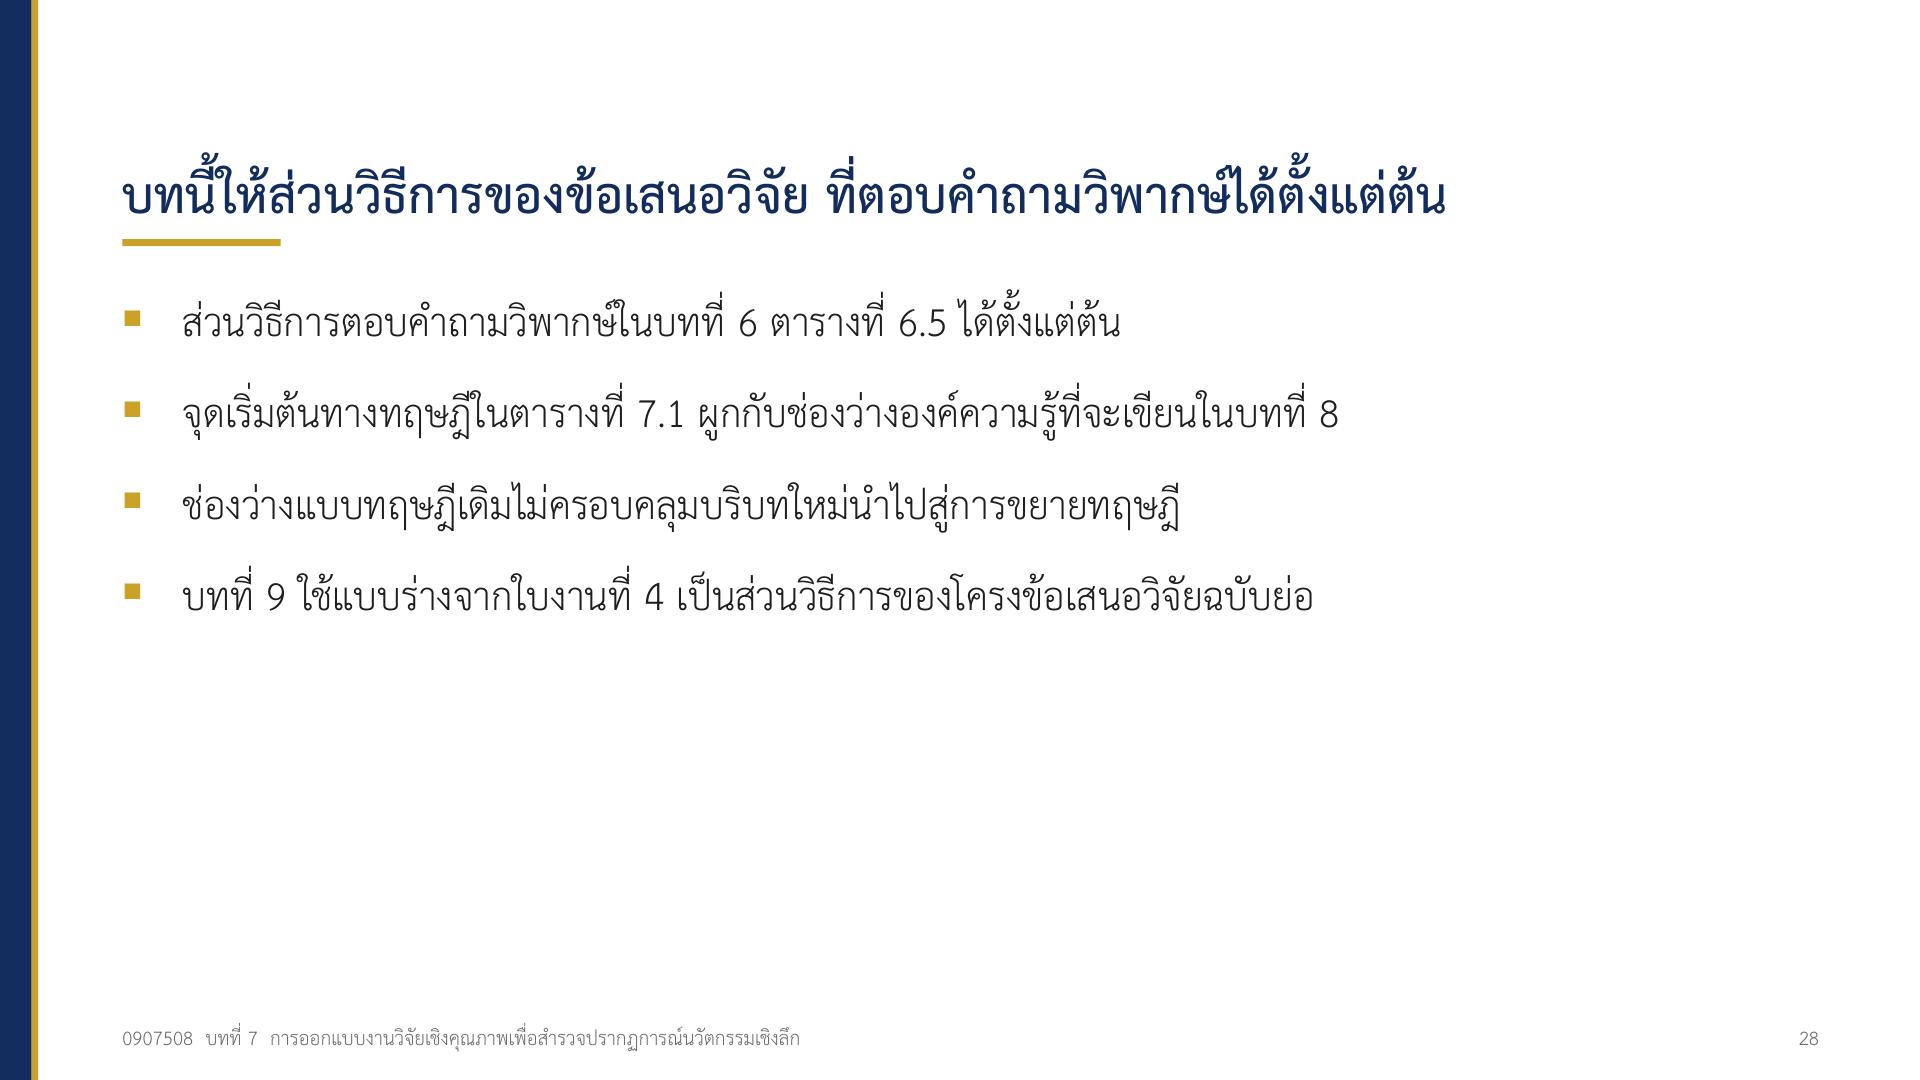 บทนี้ให้ส่วนวิธีการของข้อเสนอวิจัย ที่ตอบคำถามวิพากษ์ได้ตั้งแต่ต้น
ส่วนวิธีการตอบคำถามวิพากษ์ในบทที่ 6 ตารางที่ 6.5 ได้ตั้งแต่ต้น
จุดเริ่มต้นทางทฤษฎีในตารางที่ 7.1 ผูกกับช่องว่างองค์ความรู้ที่จะเขียนในบทที่ 8
ช่องว่างแบบทฤษฎีเดิมไม่ครอบคลุมบริบทใหม่นำไปสู่การขยายทฤษฎี
บทที่ 9 ใช้แบบร่างจากใบงานที่ 4 เป็นส่วนวิธีการของโครงข้อเสนอวิจัยฉบับย่อ
0907508 บทที่ 7 การออกแบบงานวิจัยเชิงคุณภาพเพื่อสำรวจปรากฏการณ์นวัตกรรมเชิงลึก
28